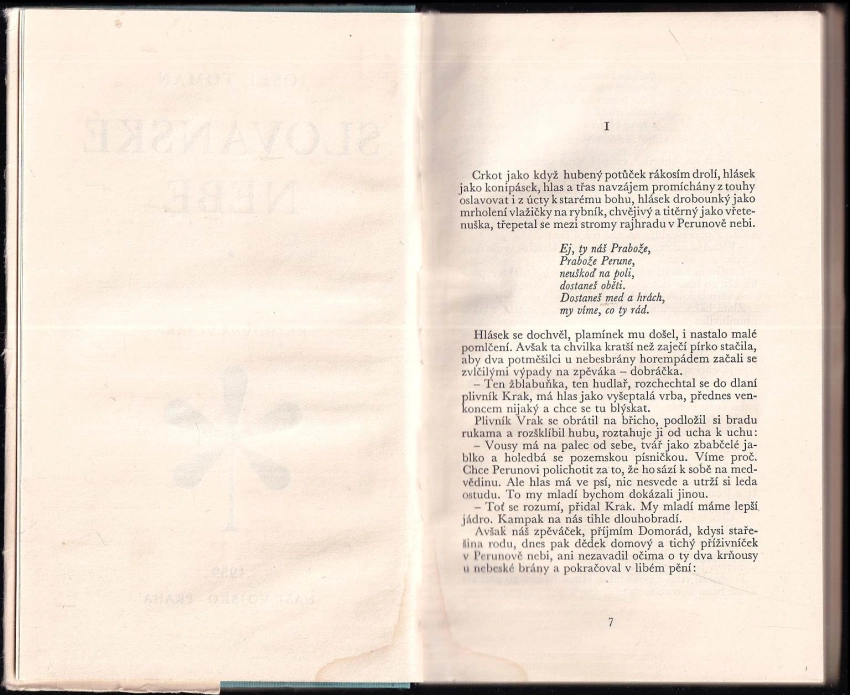 I
Crkot jako když hubený potůček rákosím drolí, hlásek
jako konipásek, hlas a třas navzájem promíchány z touhy
oslavovat i z úcty k starému bohu, hlásek drobounký jako
mrholení vlažičky na rybník, chvějivý a titěrný jako vřete-
nuška, třepetal se mezi stromy rajhradu v Perunově nebi.
Ej, ty náš Prabože,
Prabože Perune,
neuškoď na poli,
dostaneš oběti.
Dostaneš med a hrách,
my víme, co ty rád.
Hlásek se dochvěl, plamínek mu došel, i nastalo malé
pomlčení. Avšak ta chvilka kratší než zaječí pírko stačila,
aby dva potměšilci u nebesbrány horempádem začali se
zvlčilými výpady na zpěváka – dobráčka.
– Ten žblabuňka, ten hudlař, rozchechtal se do dlaní
plivník Krak, má hlas jako vyšeptalá vrba, přednes ven-
koncem nijaký a chce se tu blýskat.
Plivník Vrak se obrátil na břicho, podložil si bradu
rukama a rozšklíbil hubu, roztahuje ji od ucha k uchu:
– Vousy má na palec od sebe, tvář jako zbabčelé ja-
blko a holedbá se pozemskou písničkou. Víme proč.
Chce Perunovi polichotit za to, že ho sází k sobě na med-
vědinu. Ale hlas má ve psí, nic nesvede a utrží si leda
ostudu. To my mladí bychom dokázali jinou.
– Toť se rozumí, přidal Krak. My mladí máme lepší
jádro. Kampak na nás tihle dlouhobradí.
Avšak náš zpěváček, příjmím Domorád, kdysi staře-
šina rodu, dnes pak dědek domový a tichý příživníček
v Perunově nebi, ani nezavadil očima o ty dva krňousy
u nebeské brány a pokračoval v libém pění:
7
SLOVANSKÉ
NEBE
1959
NAŠE VOJSKO PRAHA